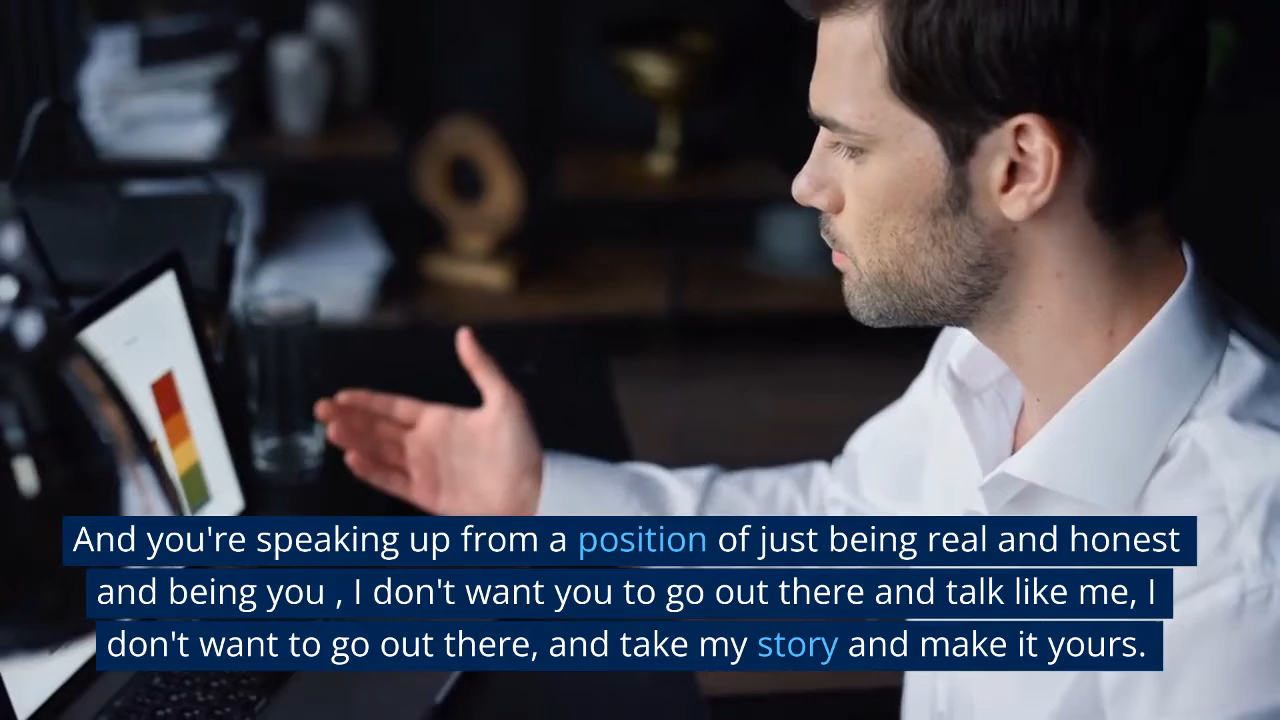 And you're speaking up from a position of just being real and honest
and being you , I don't want you to go out there and talk like me, I
don't want to go out there, and take my story and make it yours.